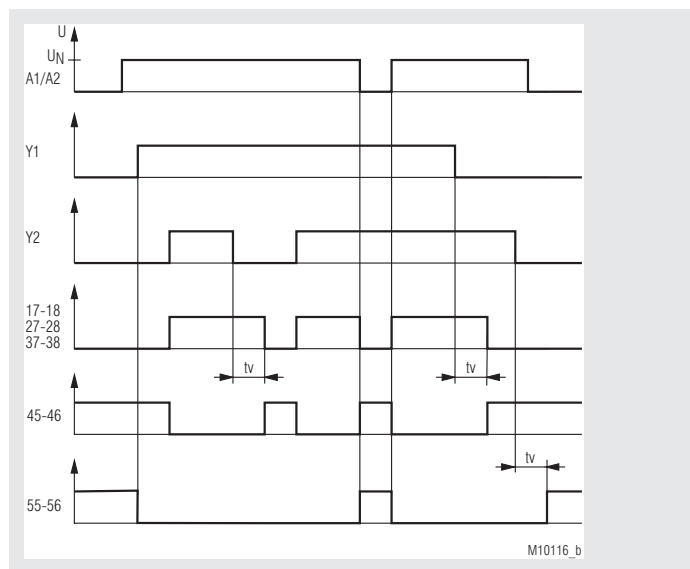 U
UN
A1/A2
Y1
Y2
17-18
27-28
37-38
tv
tv
45-46
tv
55-56
M10116_b